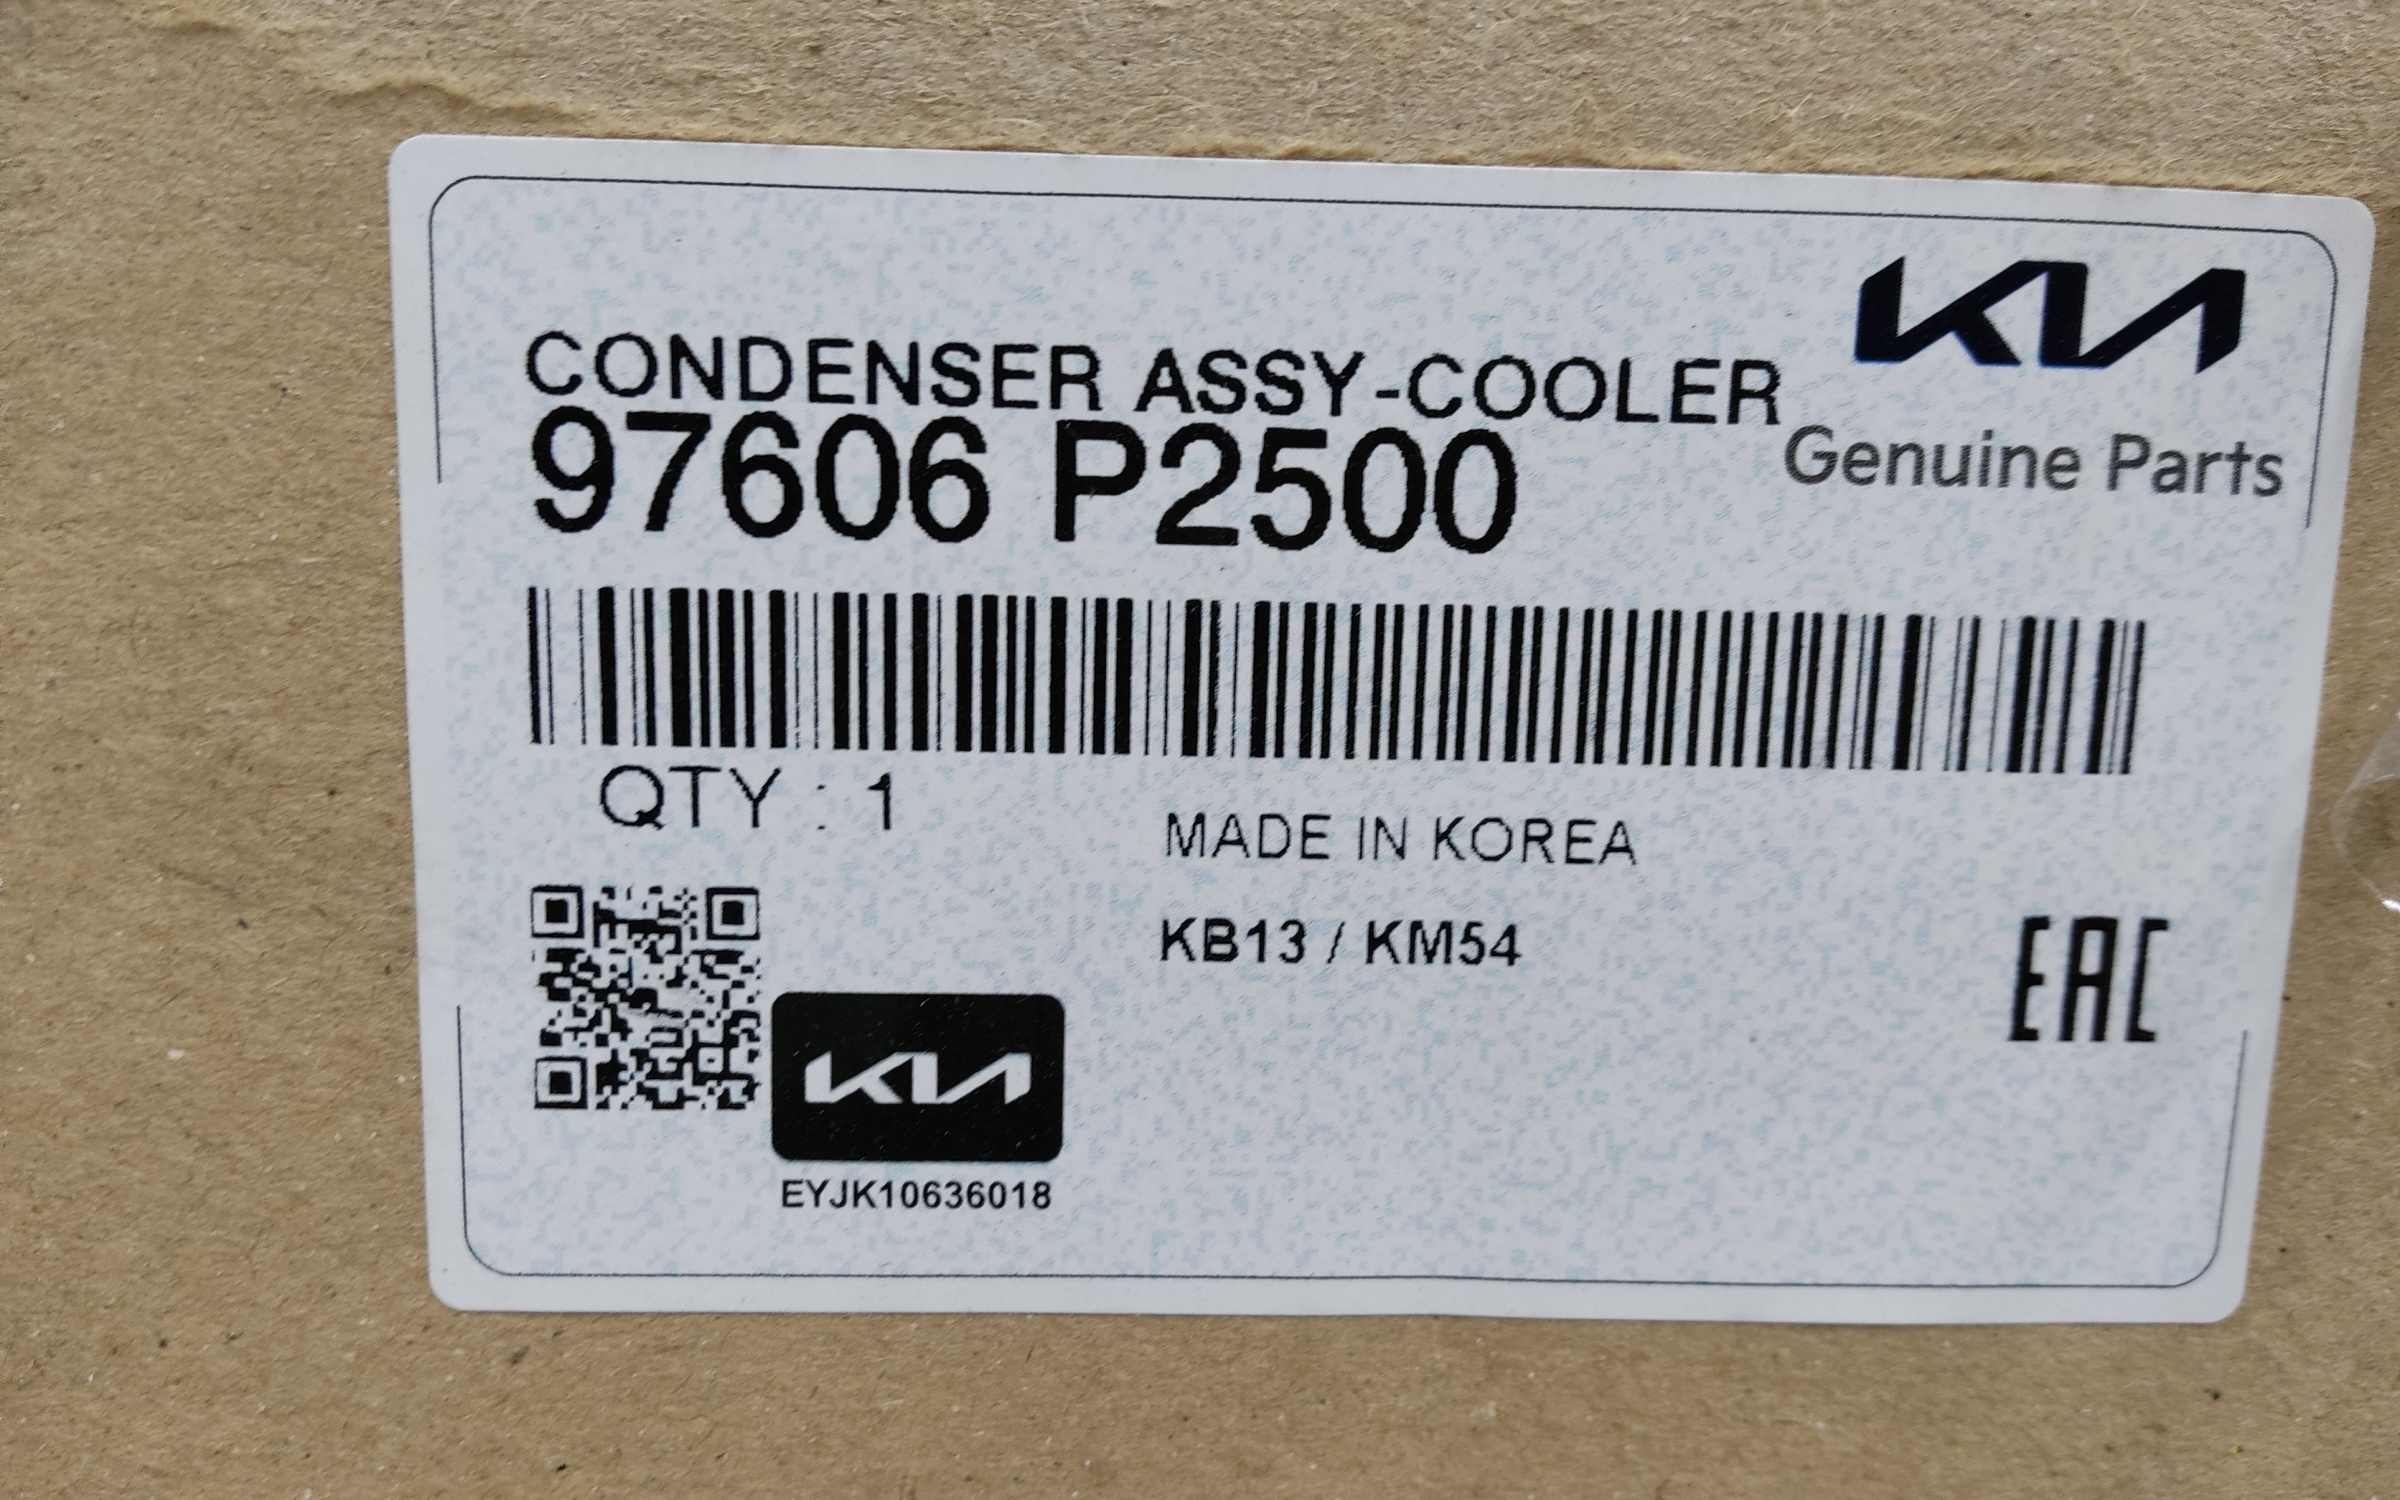 KIA
Genuine Parts
CONDENSER ASSY-COOLER
97606 P2500
QTY : 1
MADE IN KOREA
KB13 / KM54
EAC
KIA
EYJK10636018